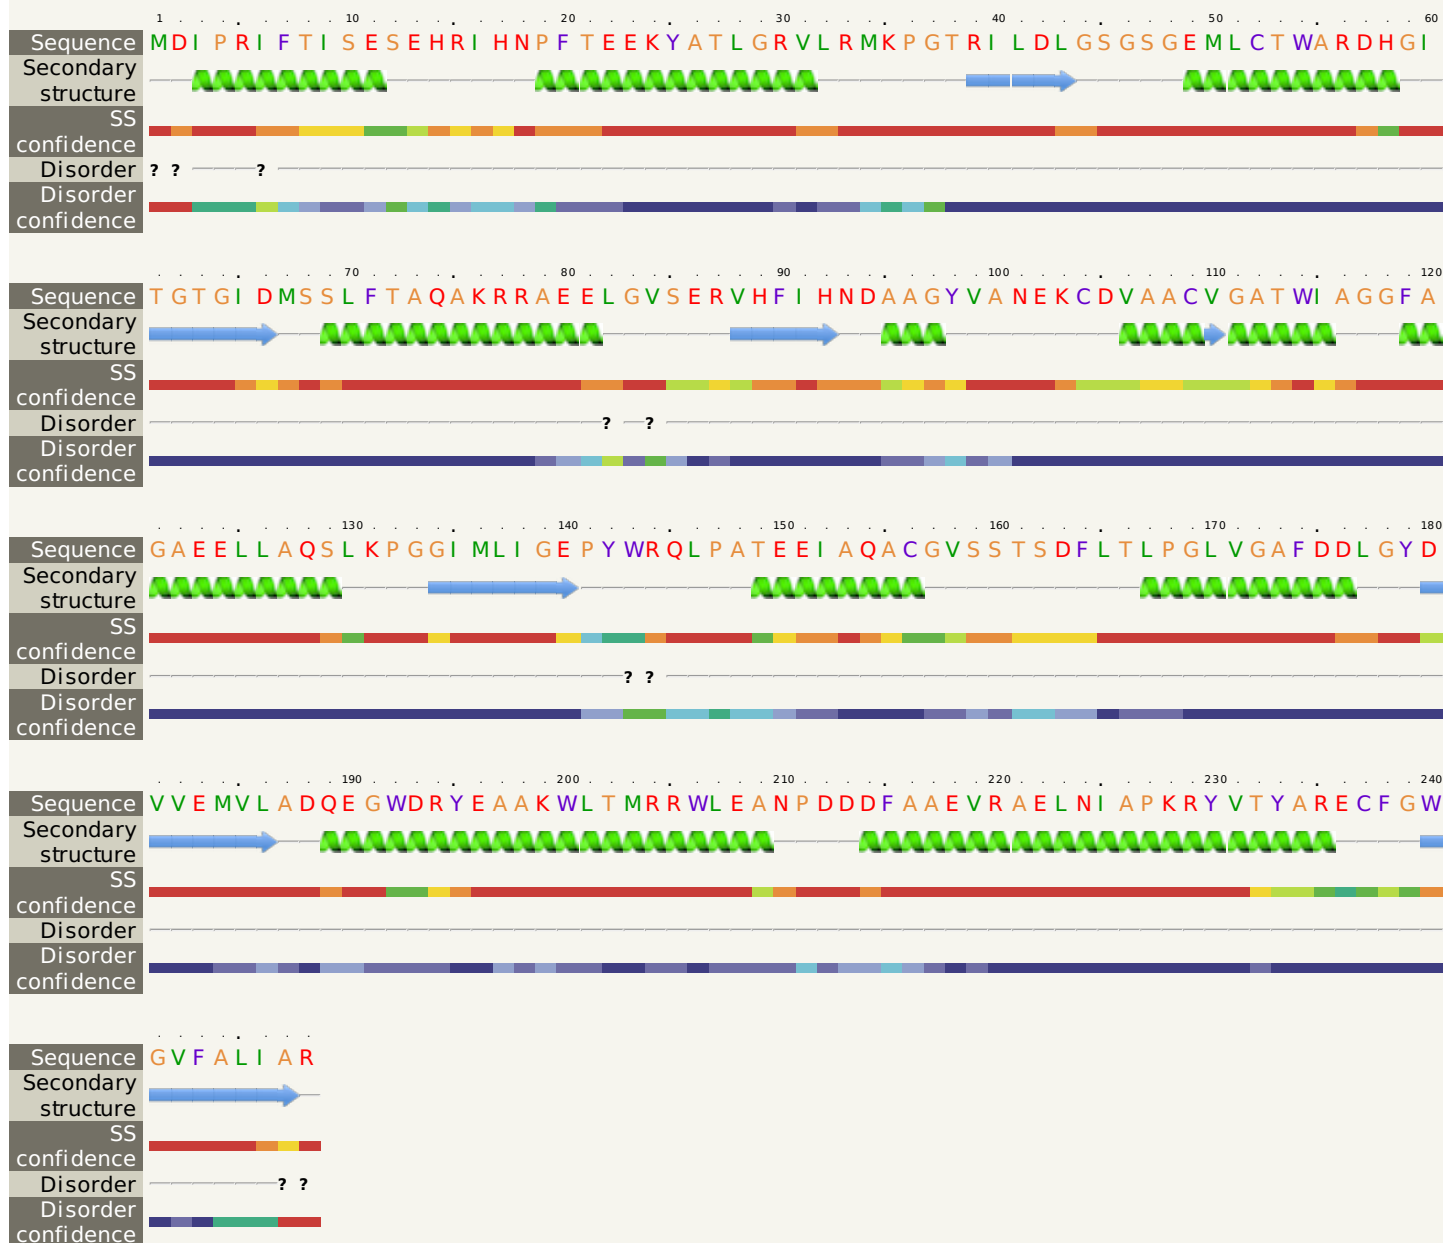 1 . . . . 10 . . . . 20 . . . . 30 . . . . 40 . . . . 50 . . . . 60
Sequence MDIPRIFTISESEHRIHNPFTEEKYATLGRVLRMKPGTRILDLGSGSGEMLCTWARDHGI
Secondary
structure
SS
confidence
Disorder ? ? ?
Disorder
confidence
. . . . 70 . . . . 80 . . . . 90 . . . . 100 . . . . 110 . . . . 120
Sequence TGTGIDMSSLFTAQAKRRAEELGVSERVHFIHNDAAGYVANEKCDVAACVGATWIAGGFA
Secondary
structure
SS
confidence
Disorder ? ?
Disorder
confidence
. . . . 130 . . . . 140 . . . . 150 . . . . 160 . . . . 170 . . . . 180
Sequence GAEELLAQSLKPGGIMLIGEPYWRQLPATEEIAQACGVSSTSDFLTLPGLVGAFDDLGYD
Secondary
structure
SS
confidence
Disorder ? ?
Disorder
confidence
. . . . 190 . . . . 200 . . . . 210 . . . . 220 . . . . 230 . . . . 240
Sequence VVEMVLADQEGWDRYEAAKWLTMRRWLEANPDDDFAAEVRAELNIAPKRYVTYARECFGW
Secondary
structure
SS
confidence
Disorder
Disorder
confidence
. . . . . . . .
Sequence GVFALIAR
Secondary
structure
SS
confidence
Disorder ? ?
Disorder
confidence